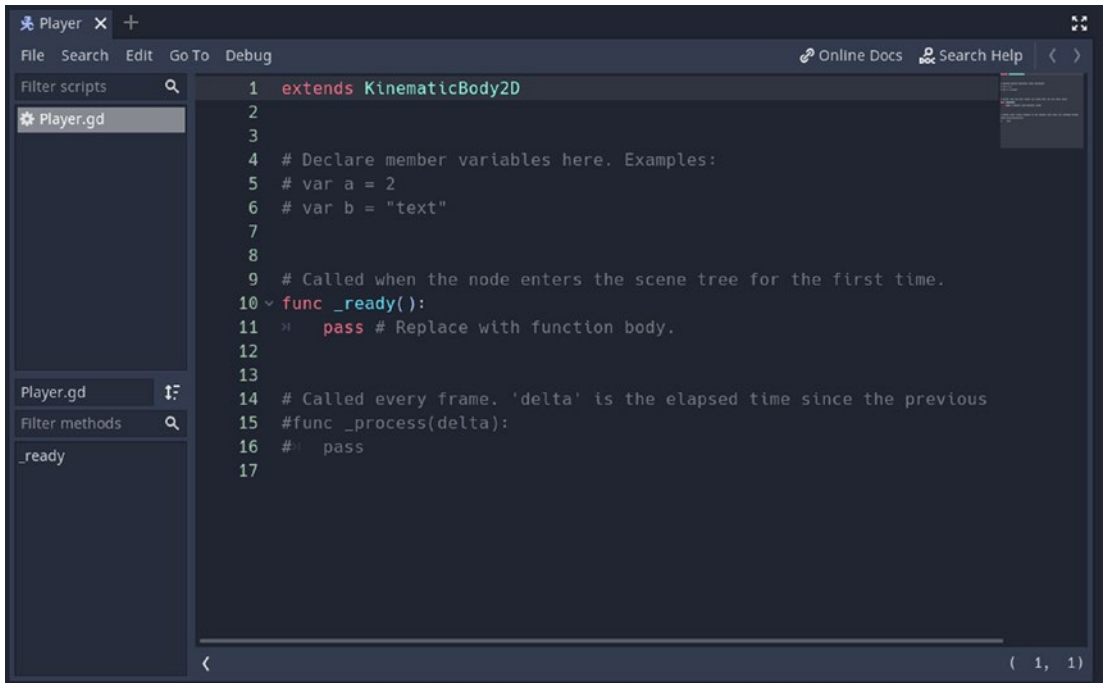 Player
File Search Edit Go To Debug Online Docs Search Help
Filter scripts
Player.gd
Player.gd
Filter methods
_ready
1 extends KinematicBody2D
2
3
4 # Declare member variables here. Examples:
5 # var a = 2
6 # var b = "text"
7
8
9 # Called when the node enters the scene tree for the first time.
10 func _ready():
11 pass # Replace with function body.
12
13
14 # Called every frame. 'delta' is the elapsed time since the previous
15 #func _process(delta):
16 # pass
17
( 1, 1)